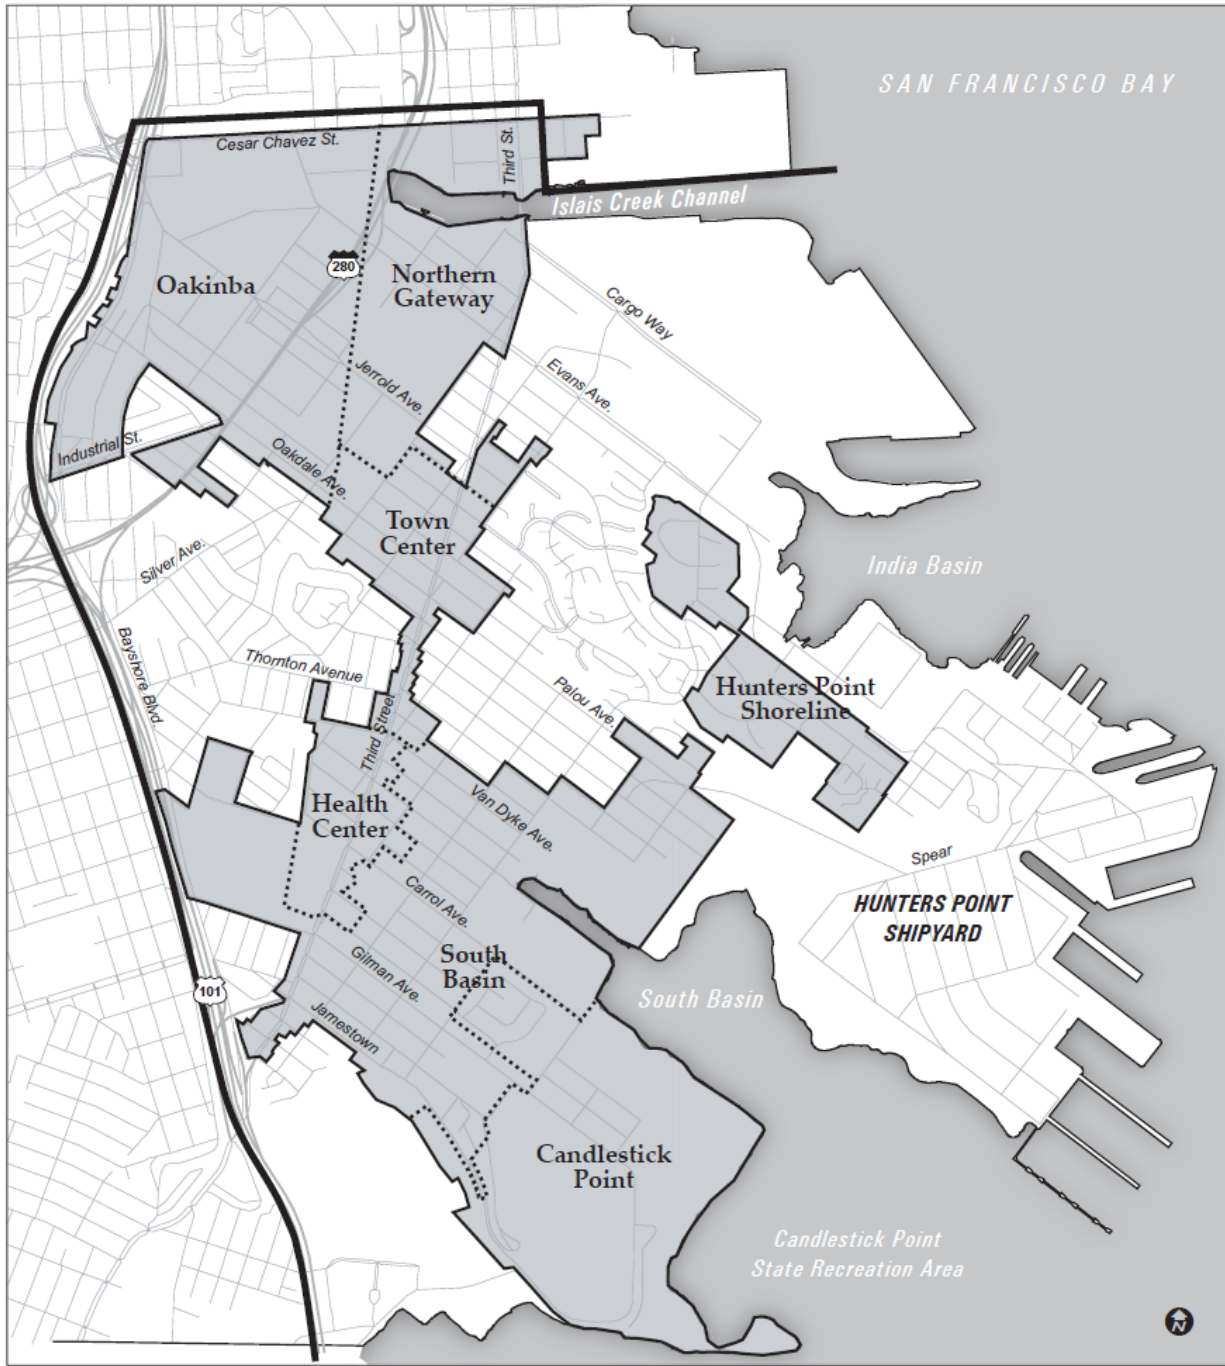 SAN FRANCISCO BAY
Cesar Chavez St.
Third St.
Islais Creek Channel
280
Oakinba
Northern
Gateway
Cargo Way
Jerrold Ave.
Evans Ave.
Industrial St.
Oakdale Ave.
Town
Center
Silver Ave.
India Basin
Bayshore Blvd.
Thornton Avenue
Palou Ave.
Hunters Point
Shoreline
Third Street
Health
Center
Van Dyke Ave.
Spear
Carrol Ave.
HUNTERS POINT
SHIPYARD
South
Basin
Gilman Ave.
101
South Basin
Jamestown
Candlestick
Point
Candlestick Point
State Recreation Area
N